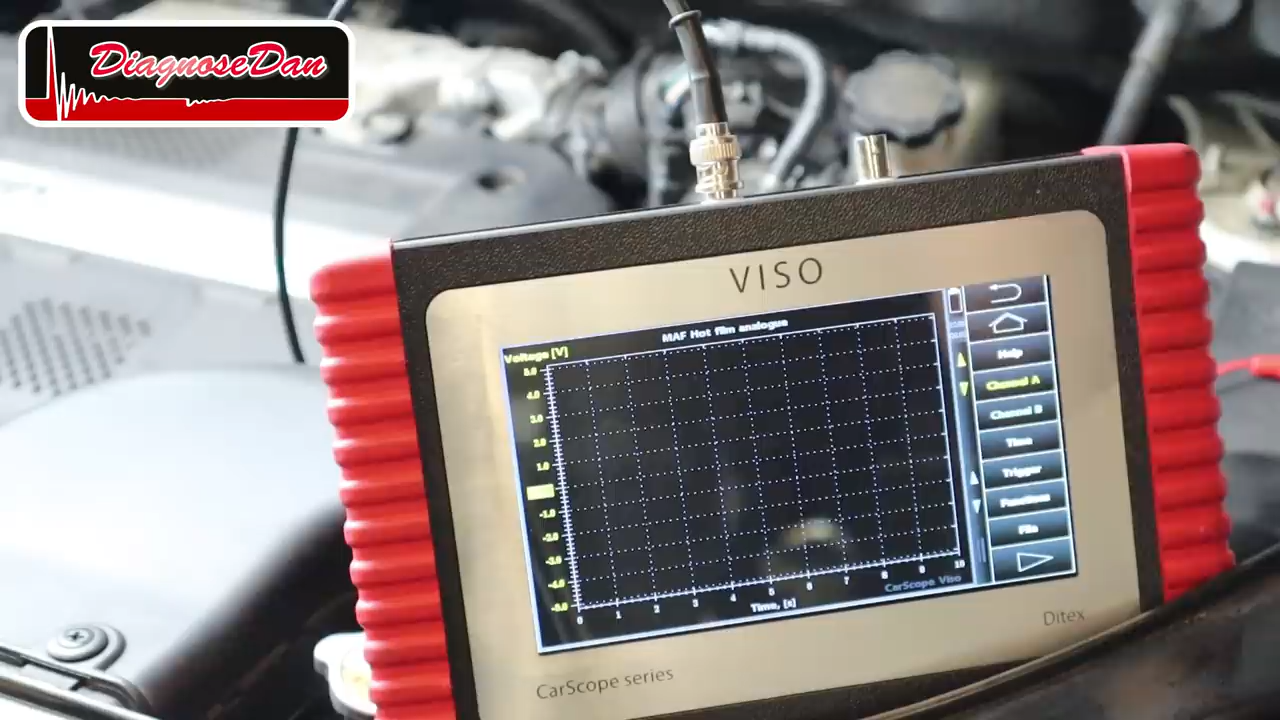 DiagnoseDan
VISO
MAF Hot film analogue
Voltage [V]
5.0
4.0
3.0
2.0
1.0
-1.0
-2.0
-3.0
-4.0
-5.0
0 1 2 3 4 5 6 7 8 9 10
Time, [s]
CarScope Viso
Help
Channel A
Channel B
Time
Trigger
Functions
File
CarScope series
Ditex